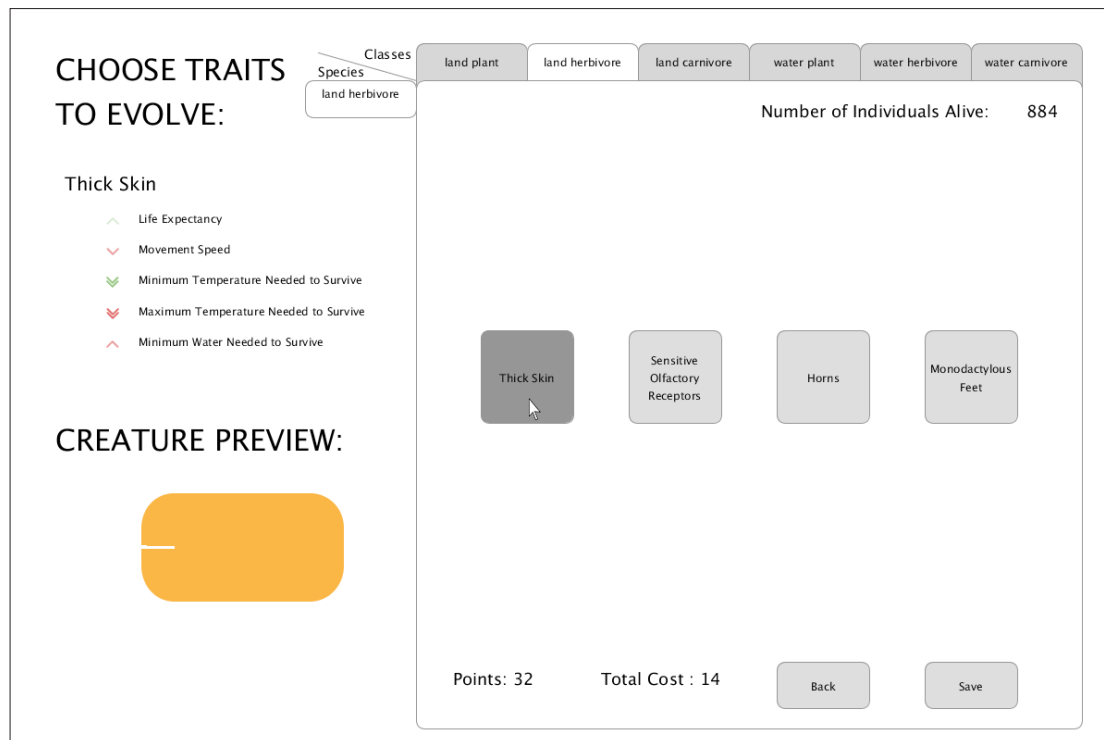 CHOOSE TRAITS
TO EVOLVE:
Classes
Species
land herbivore
land plant
land herbivore
land carnivore
water plant
water herbivore
water carnivore
Number of Individuals Alive: 884
Thick Skin
Life Expectancy
Movement Speed
Minimum Temperature Needed to Survive
Maximum Temperature Needed to Survive
Minimum Water Needed to Survive
Thick Skin
Sensitive
Olfactory
Receptors
Horns
Monodactylous
Feet
CREATURE PREVIEW:
Points: 32
Total Cost : 14
Back
Save